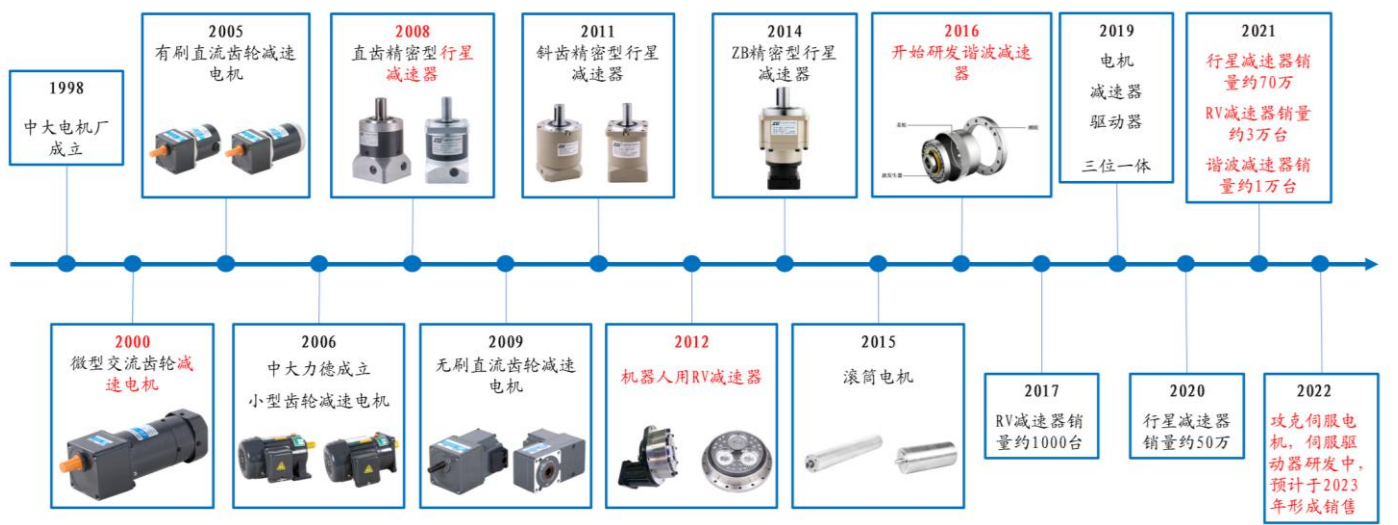 1998
中大电机厂
成立
2000
微型交流齿轮减
速电机
2005
有刷直流齿轮减速
电机
2006
中大力德成立
小型齿轮减速电机
2008
直齿精密型行星
减速器
2009
无刷直流齿轮减速
电机
2011
斜齿精密型行星
减速器
2012
机器人用RV减速器
2014
ZB精密型行星
减速器
2015
滚筒电机
2016
开始研发谐波减速
器
2017
RV减速器销
量约1000台
2019
电机
减速器
驱动器
三位一体
2020
行星减速器
销量约50万
2021
行星减速器销
量约70万
RV减速器销量
约3万台
谐波减速器销
量约1万台
2022
攻克伺服电
机，伺服驱
动器研发中，
预计于2023
年形成销售